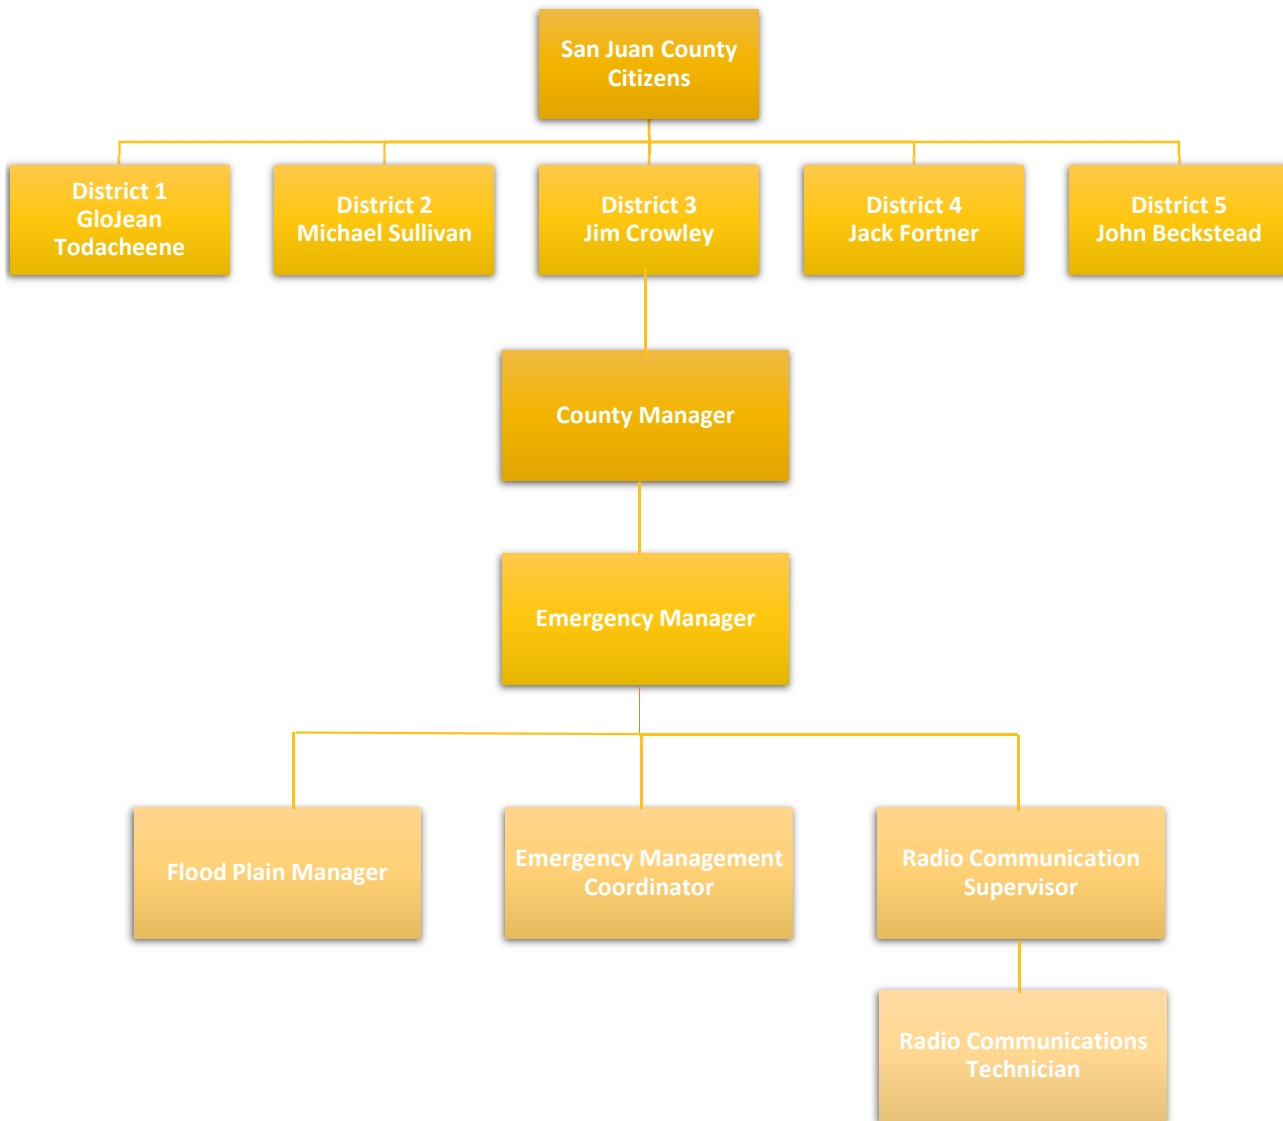 San Juan County
Citizens
District 1
GloJean
Todacheene
District 2
Michael Sullivan
District 3
Jim Crowley
District 4
Jack Fortner
District 5
John Beckstead
County Manager
Emergency Manager
Flood Plain Manager
Emergency Management
Coordinator
Radio Communication
Supervisor
Radio Communications
Technician